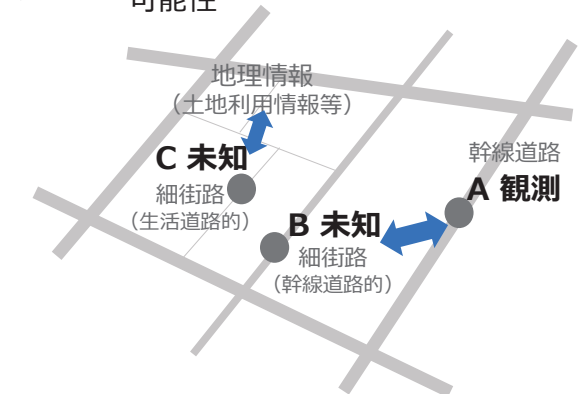 可能性
地理情報
（土地利用情報等）
C 未知
細街路
（生活道路的）
B 未知
細街路
（幹線道路的）
幹線道路
A 観測